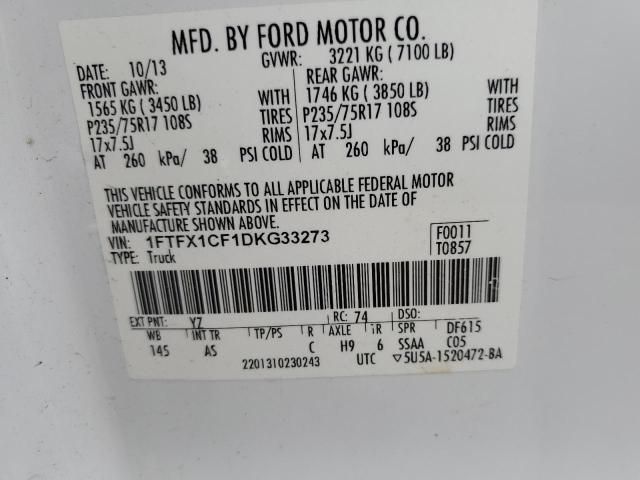 MFD. BY FORD MOTOR CO.
DATE: 10/13 GVWR: 3221 KG ( 7100 LB)
FRONT GAWR: REAR GAWR:
1565 KG ( 3450 LB) WITH 1746 KG ( 3850 LB) WITH
P235/75R17 108S TIRES P235/75R17 108S TIRES
17x7.5J RIMS 17x7.5J RIMS
AT 260 kPa/ 38 PSI COLD AT 260 kPa/ 38 PSI COLD
THIS VEHICLE CONFORMS TO ALL APPLICABLE FEDERAL MOTOR
VEHICLE SAFETY STANDARDS IN EFFECT ON THE DATE OF
MANUFACTURE SHOWN ABOVE.
VIN: 1FTFX1CF1DKG33273 F0011
TYPE: Truck T0857
EXT PNT: YZ RC: 74 DSO:
WB INT TR TP/PS R AXLE iR SPR DF615
145 AS C H9 6 SSAA C05
2201310230243 UTC ▽5U5A-1520472-BA